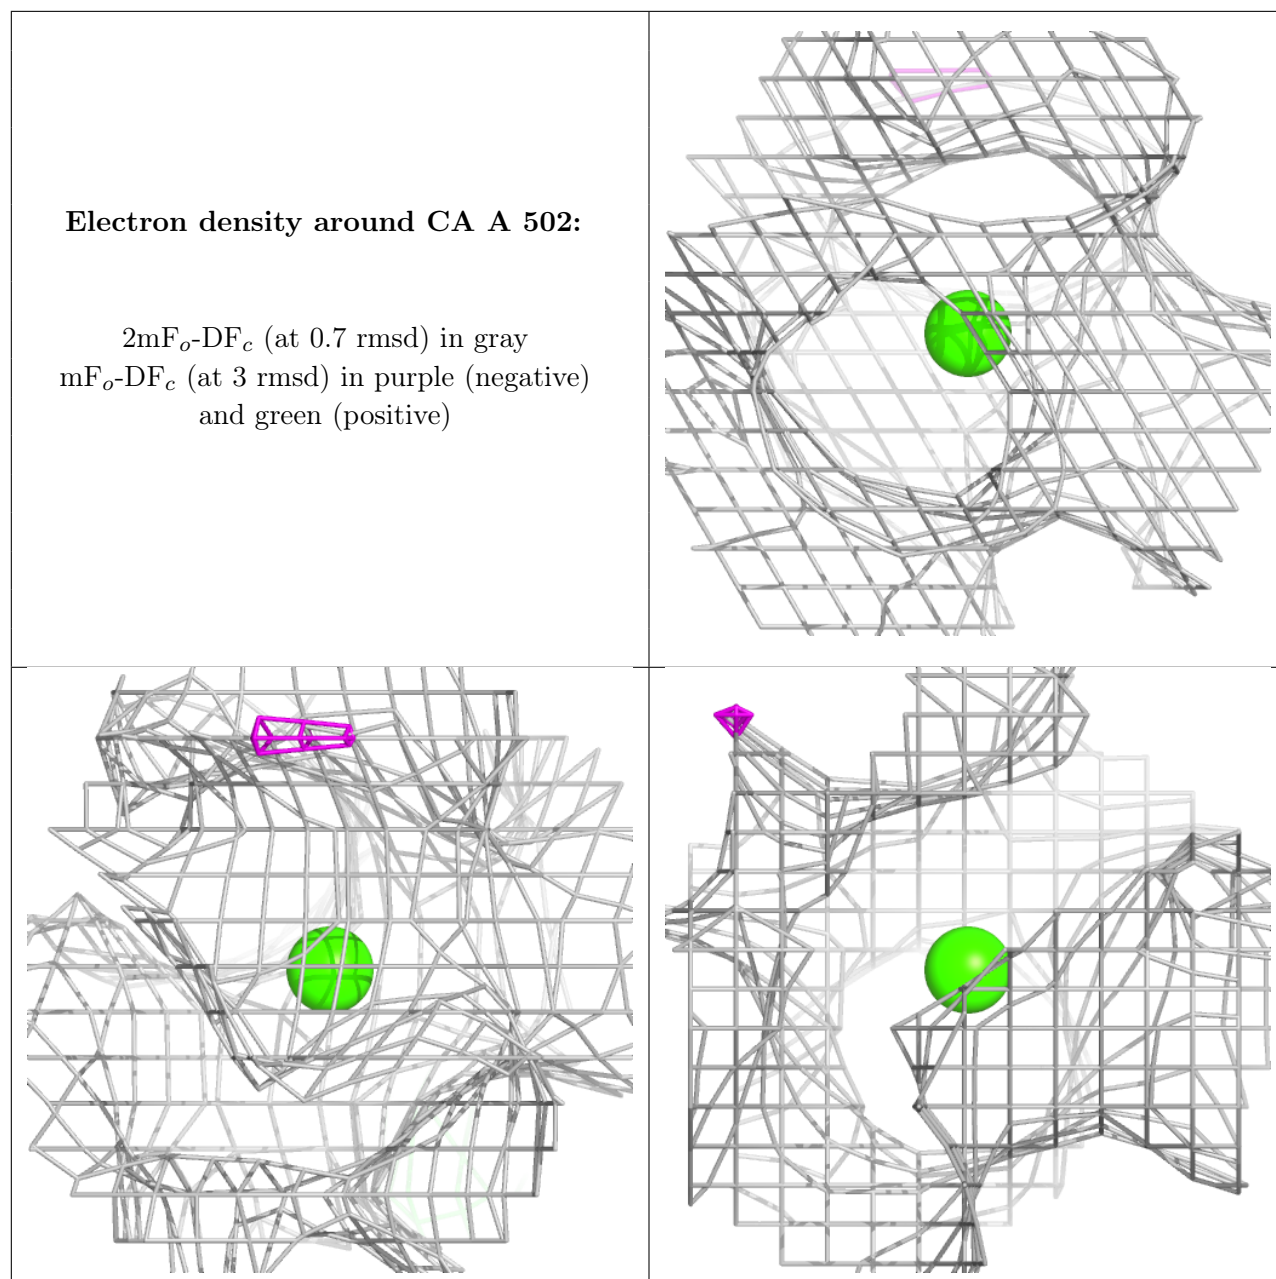 Electron density around CA A 502:
2mFo-DFc (at 0.7 rmsd) in gray
mFo-DFc (at 3 rmsd) in purple (negative)
and green (positive)